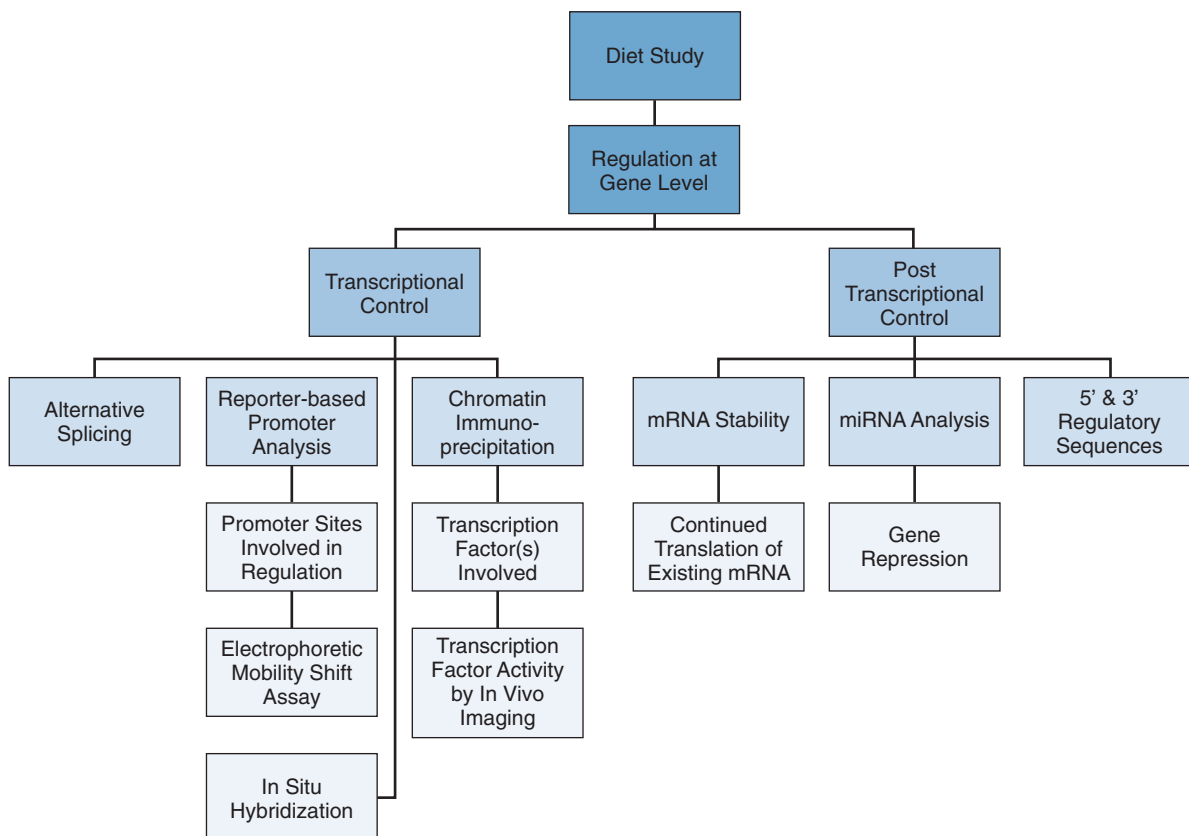 Diet Study
Regulation at
Gene Level
Transcriptional
Control
Post
Transcriptional
Control
Alternative
Splicing
Reporter-based
Promoter
Analysis
Chromatin
Immuno-
precipitation
mRNA Stability
miRNA Analysis
5’ & 3’
Regulatory
Sequences
Promoter Sites
Involved in
Regulation
Transcription
Factor(s)
Involved
Continued
Translation of
Existing mRNA
Gene
Repression
Electrophoretic
Mobility Shift
Assay
Transcription
Factor Activity
by In Vivo
Imaging
In Situ
Hybridization